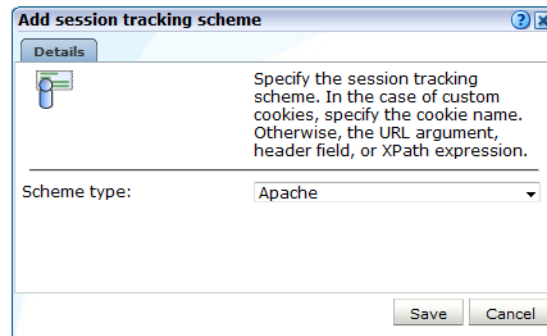 Add session tracking scheme
Details
Specify the session tracking
scheme. In the case of custom
cookies, specify the cookie name.
Otherwise, the URL argument,
header field, or XPath expression.
Scheme type: Apache
Save Cancel